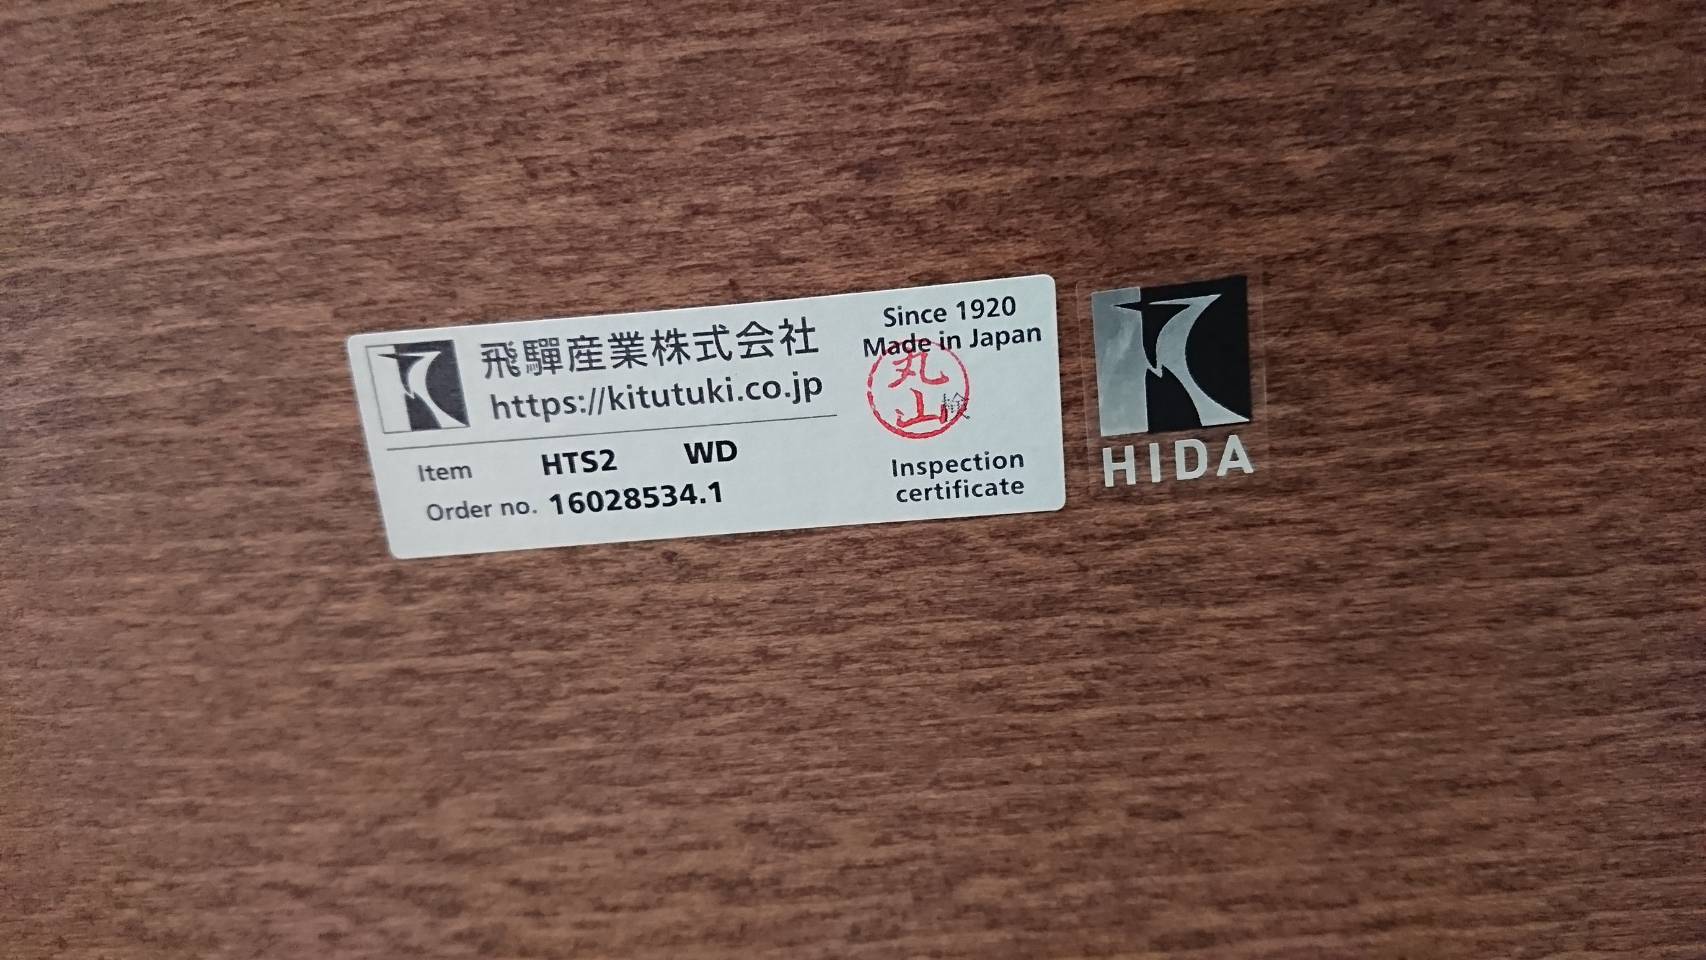 飛驒産業株式会社
https://kitutuki.co.jp
Item HTS2 WD
Order no. 16028534.1
Since 1920
Made in Japan
丸山
検
Inspection
certificate
HIDA